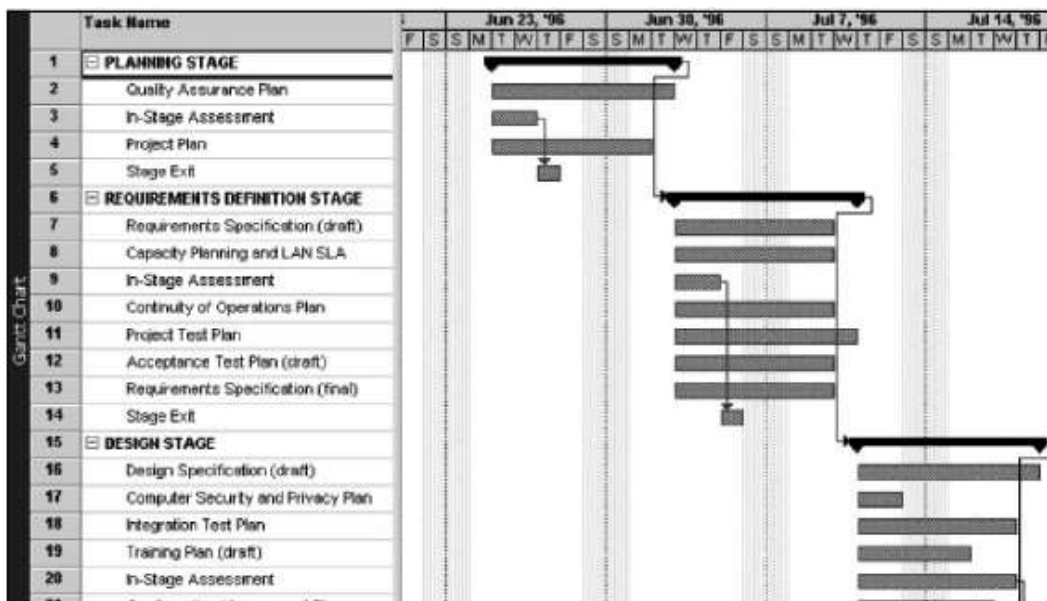 Task Name
Jun 23, '96 Jun 30, '96 Jul 7, '96 Jul 14, '96
F S S M T W T F S S M T W T F S S M T W T F S S M T W T
1 PLANNING STAGE
2 Quality Assurance Plan
3 In-Stage Assessment
4 Project Plan
5 Stage Exit
6 REQUIREMENTS DEFINITION STAGE
7 Requirements Specification (draft)
8 Capacity Planning and LAN SLA
9 In-Stage Assessment
10 Continuity of Operations Plan
11 Project Test Plan
12 Acceptance Test Plan (draft)
13 Requirements Specification (final)
14 Stage Exit
15 DESIGN STAGE
16 Design Specification (draft)
17 Computer Security and Privacy Plan
18 Integration Test Plan
19 Training Plan (draft)
20 In-Stage Assessment
Gantt Chart